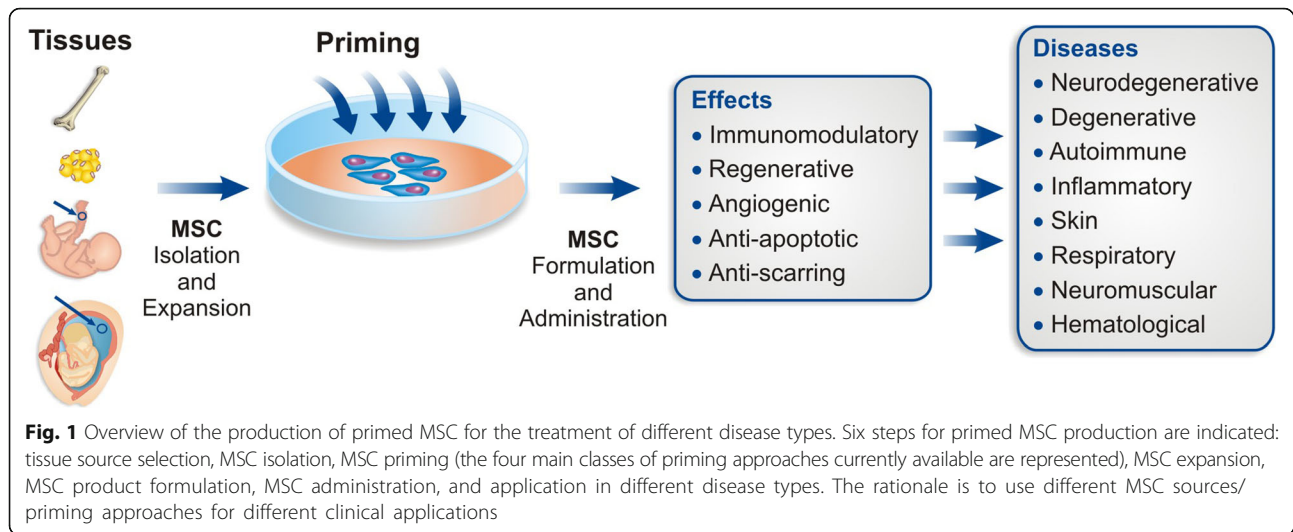 Tissues
Priming
MSC
Isolation
and
Expansion
MSC
Formulation
and
Administration
Effects
• Immunomodulatory
• Regenerative
• Angiogenic
• Anti-apoptotic
• Anti-scarring
Diseases
• Neurodegenerative
• Degenerative
• Autoimmune
• Inflammatory
• Skin
• Respiratory
• Neuromuscular
• Hematological
Fig. 1 Overview of the production of primed MSC for the treatment of different disease types. Six steps for primed MSC production are indicated:
tissue source selection, MSC isolation, MSC priming (the four main classes of priming approaches currently available are represented), MSC expansion,
MSC product formulation, MSC administration, and application in different disease types. The rationale is to use different MSC sources/
priming approaches for different clinical applications